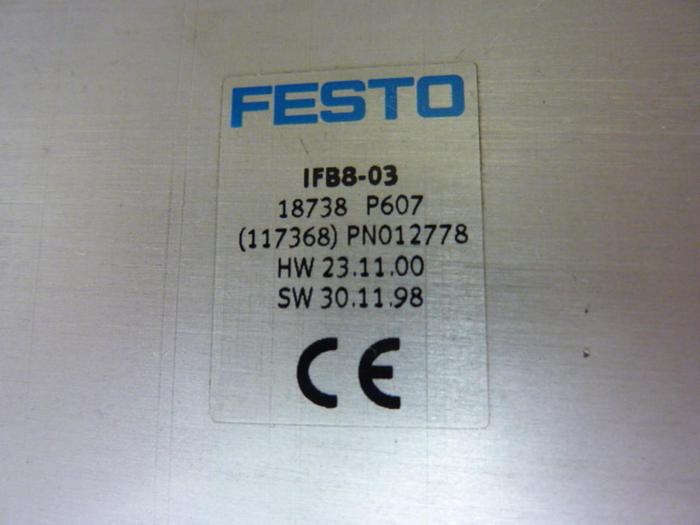 FESTO
IFB8-03
18738 P607
(117368) PN012778
HW 23.11.00
SW 30.11.98
CE